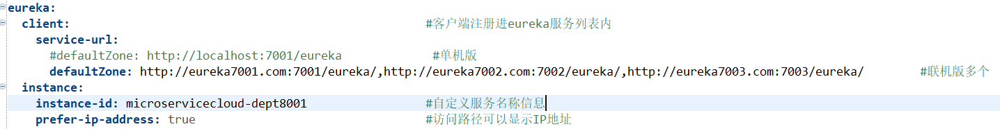 eureka:
client: #客户端注册进eureka服务列表内
service-url:
#defaultZone: http://localhost:7001/eureka #单机版
defaultZone: http://eureka7001.com:7001/eureka/,http://eureka7002.com:7002/eureka/,http://eureka7003.com:7003/eureka/ #联机版多个
instance:
instance-id: microservicecloud-dept8001 #自定义服务名称信息
prefer-ip-address: true #访问路径可以显示IP地址